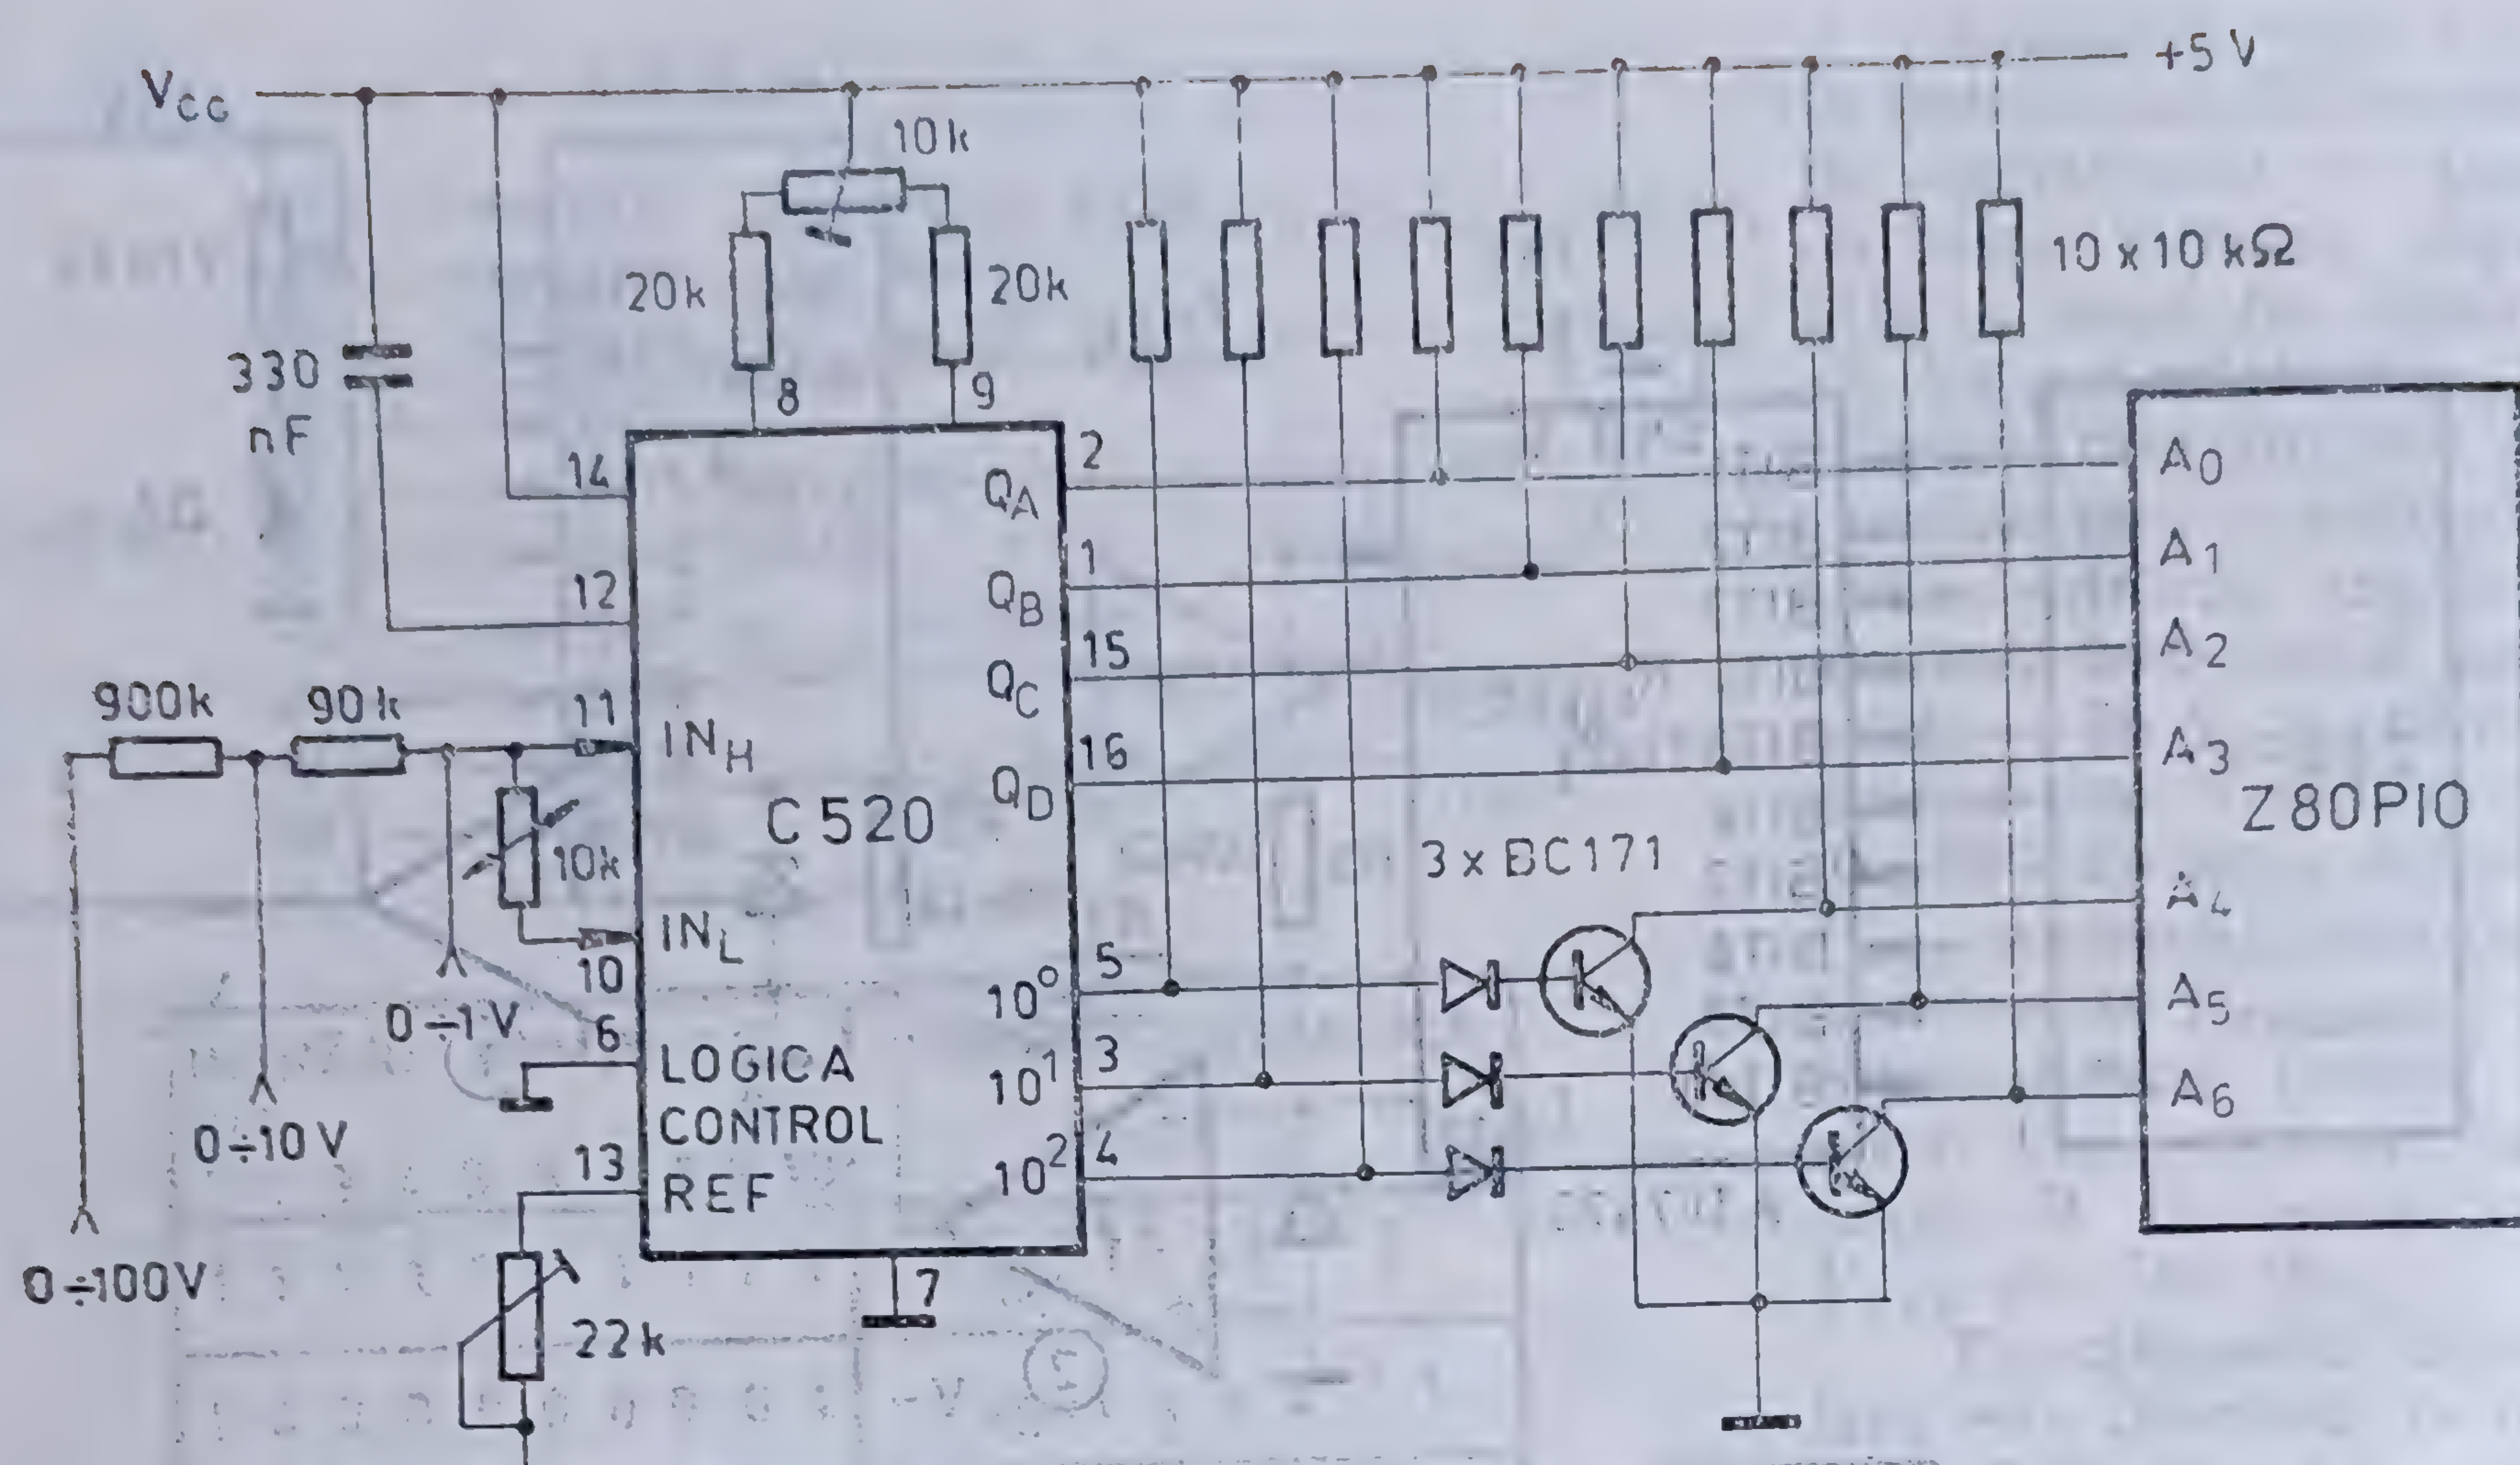 VCC
+5 V
10k
20k
20k
10 x 10 kΩ
330
nF
8
9
14
2
QA
A0
12
1
QB
A1
15
QC
A2
900k
90k
11
INH
16
QD
A3
C 520
Z80PIO
10k
3 x BC171
INL
10
5
10⁰
A4
0÷1V
6
LOGICA
CONTROL
3
10¹
A5
0÷10V
13
REF
4
10²
A6
0÷100V
7
22k